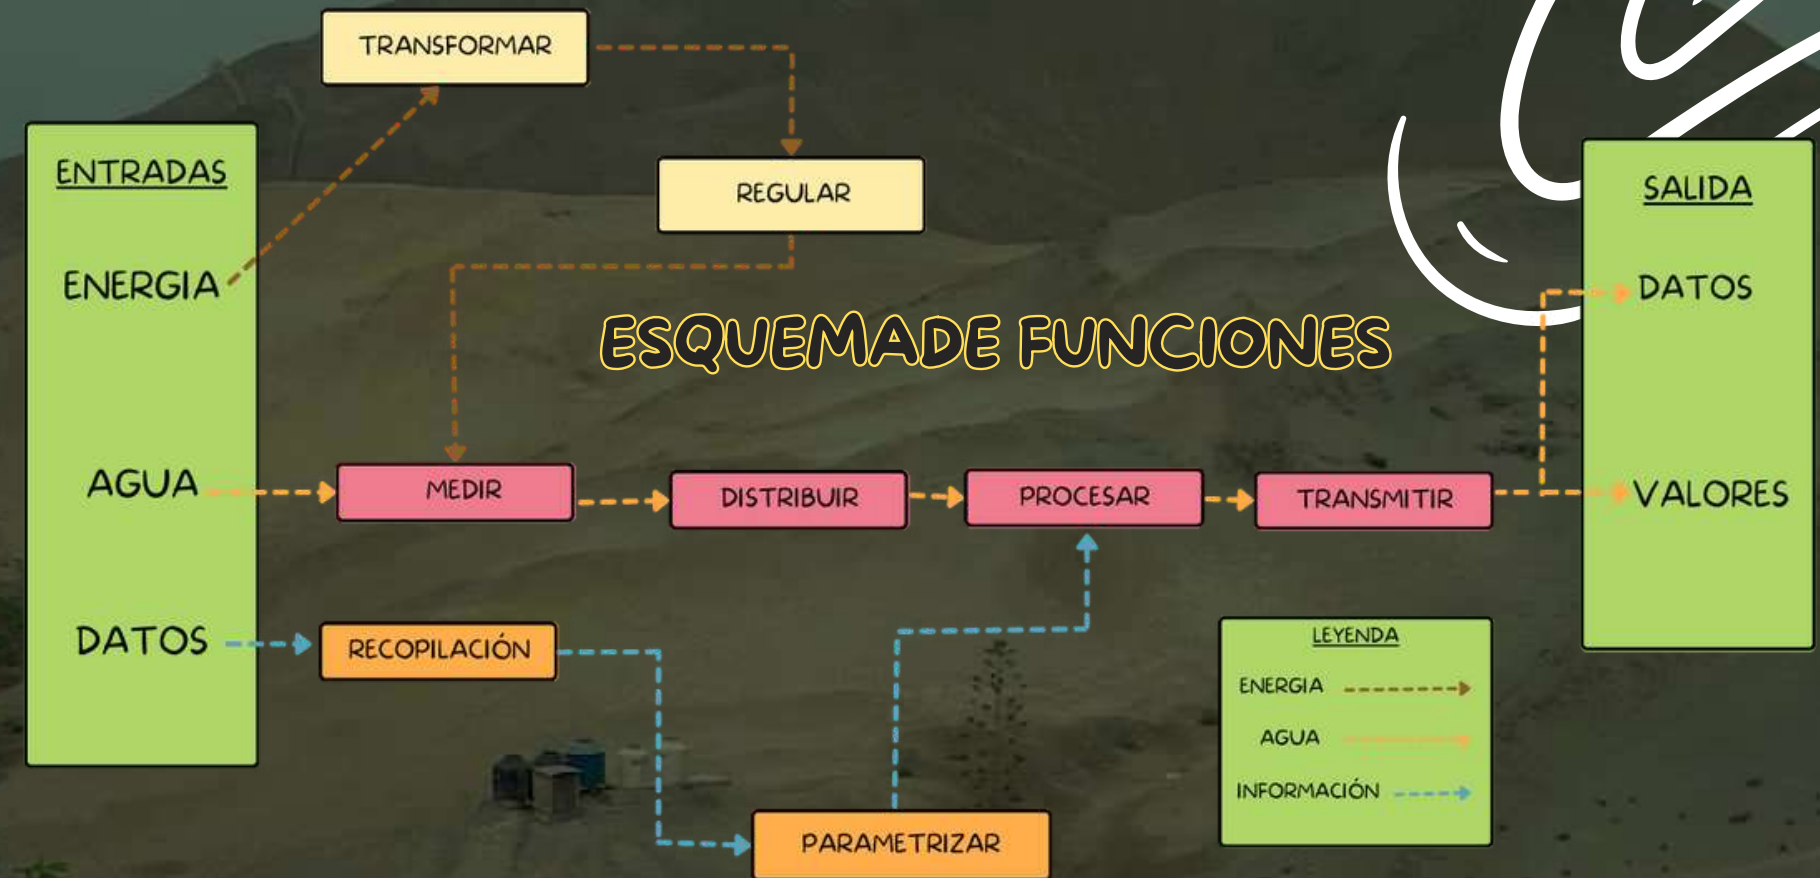 TRANSFORMAR
REGULAR
ENTRADAS
ENERGIA
AGUA
DATOS
ESQUEMADE FUNCIONES
MEDIR
DISTRIBUIR
PROCESAR
TRANSMITIR
RECOPILACIÓN
PARAMETRIZAR
SALIDA
DATOS
VALORES
LEYENDA
ENERGIA
AGUA
INFORMACIÓN